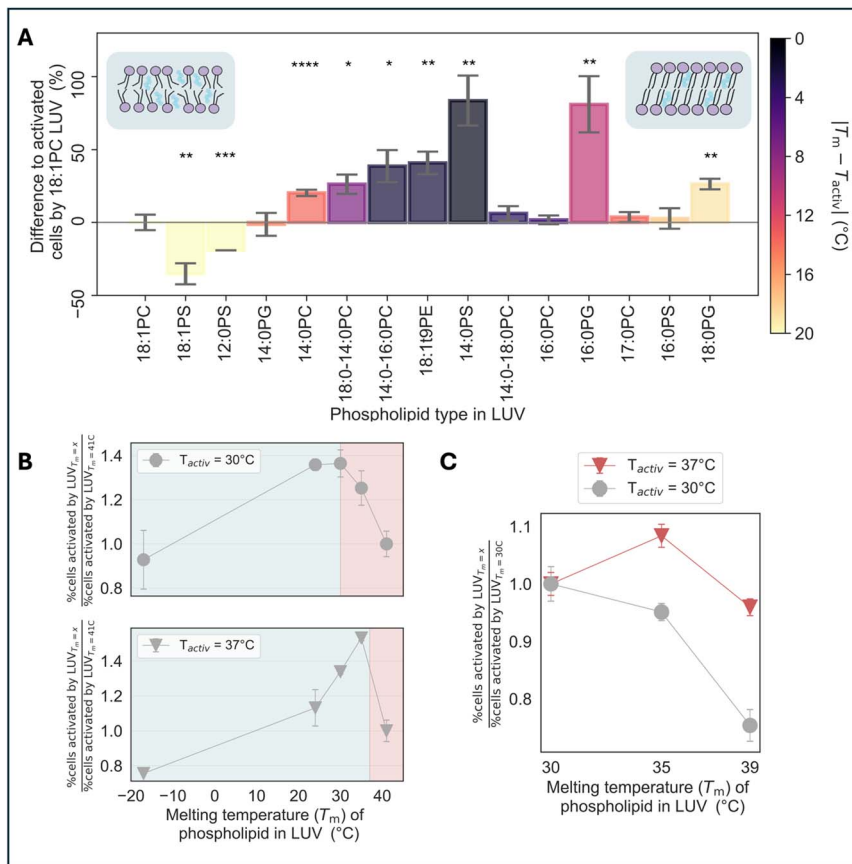 A
Difference to activated
cells by 18:1PC LUV (%)
100
50
0
−50
**
***
****
*
*
**
**
**
**
18:1PC
18:1PS
12:0PS
14:0PG
14:0PC
18:0-14:0PC
14:0-16:0PC
18:1t9PE
14:0PS
14:0-18:0PC
16:0PC
16:0PG
17:0PC
16:0PS
18:0PG
Phospholipid type in LUV
0
4
8
12
16
20
|Tm − Tactiv| (°C)
B
%cells activated by LUVTm=x
%cells activated by LUVTm=41C
1.4
1.2
1.0
0.8
Tactiv = 30°C
%cells activated by LUVTm=x
%cells activated by LUVTm=41C
1.4
1.2
1.0
0.8
Tactiv = 37°C
−20 −10 0 10 20 30 40
Melting temperature (Tm) of
phospholipid in LUV (°C)
C
Tactiv = 37°C
Tactiv = 30°C
%cells activated by LUVTm=x
%cells activated by LUVTm=30C
1.1
1.0
0.9
0.8
30 35 39
Melting temperature (Tm) of
phospholipid in LUV (°C)